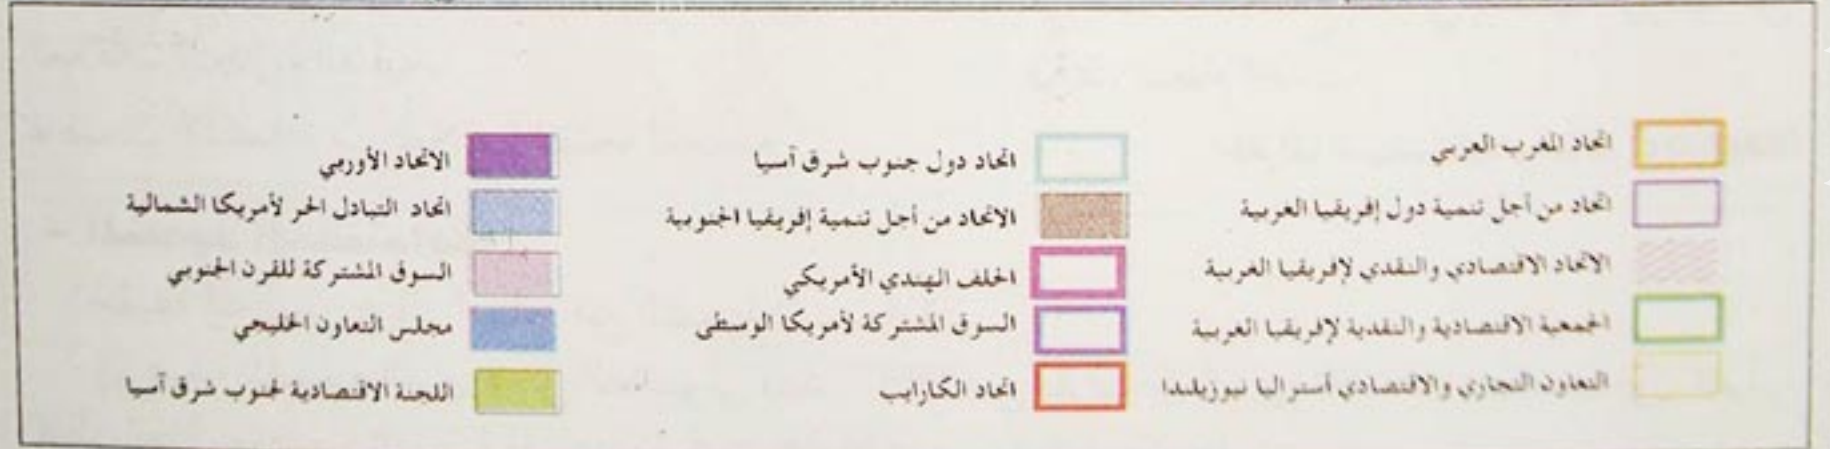 اتحاد المغرب العربي
اتحاد من أجل تنمية دول إفريقيا الغربية
الاتحاد الاقتصادي والنقدي لإفريقيا الغربية
الجمعية الاقتصادية والنقدية لإفريقيا الغربية
التعاون التجاري والاقتصادي أستراليا نيوزيلندا
اتحاد دول جنوب شرق آسيا
الاتحاد من أجل تنمية إفريقيا الجنوبية
الحلف الهندي الأمريكي
السوق المشتركة لأمريكا الوسطى
اتحاد الكارايب
الاتحاد الأوربي
اتحاد التبادل الحر لأمريكا الشمالية
السوق المشتركة للقرن الجنوبي
مجلس التعاون الخليجي
اللجنة الاقتصادية لجنوب شرق آسيا